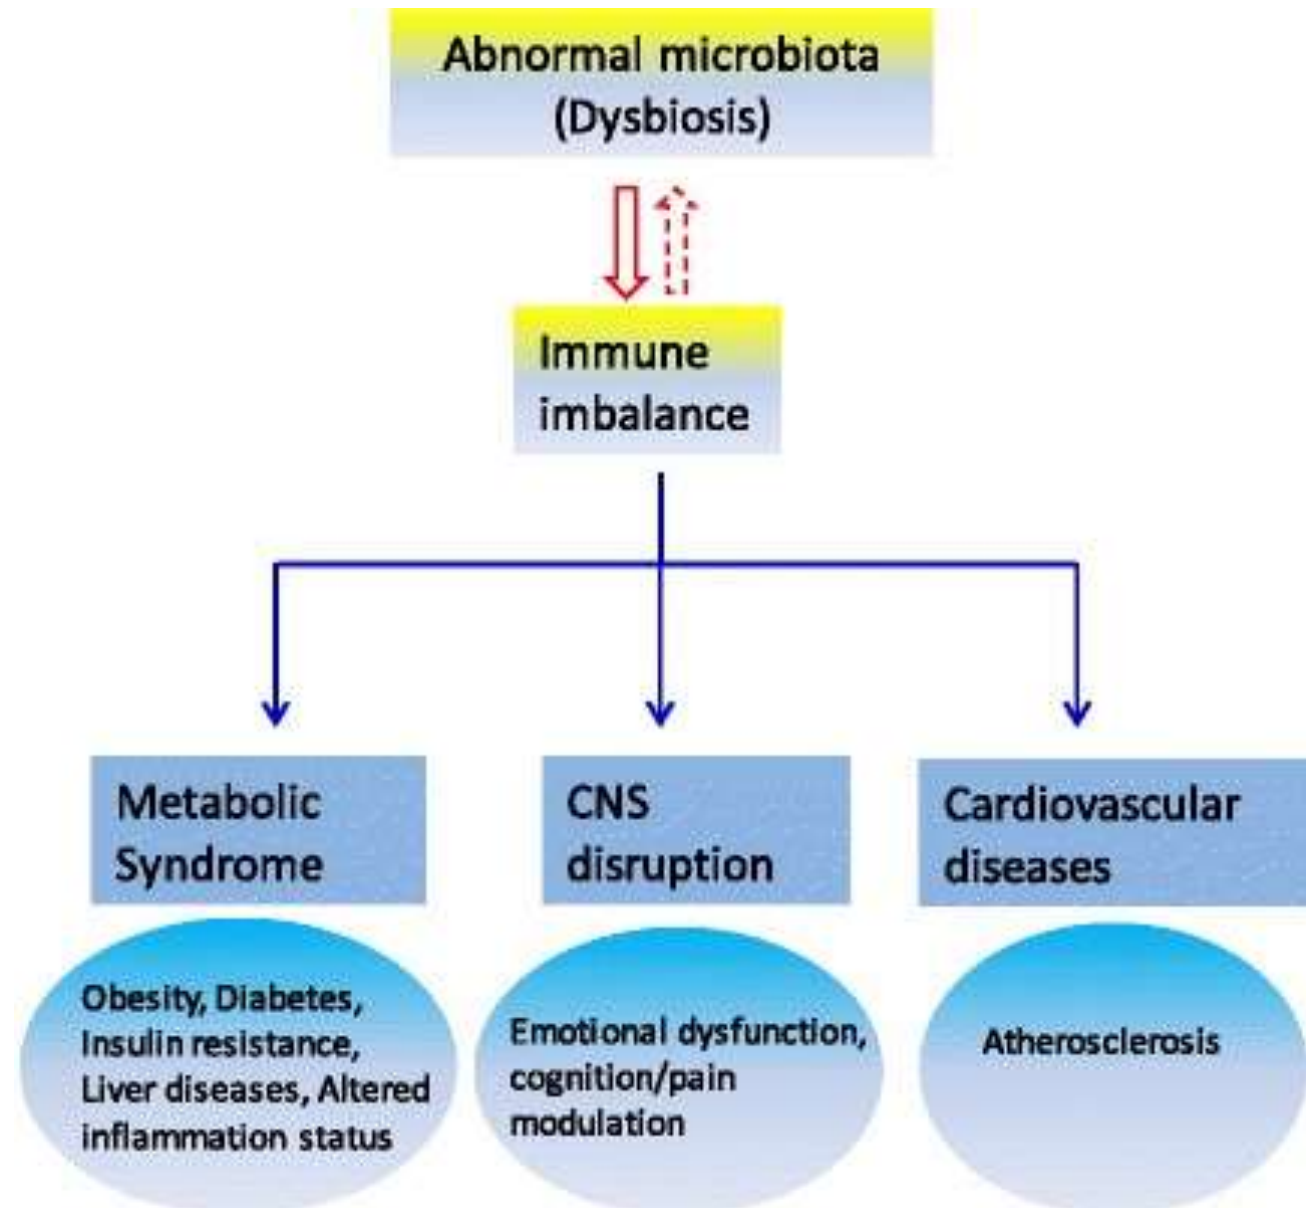 Abnormal microbiota
(Dysbiosis)
Immune
imbalance
Metabolic
Syndrome
CNS
disruption
Cardiovascular
diseases
Obesity, Diabetes,
Insulin resistance,
Liver diseases, Altered
inflammation status
Emotional dysfunction,
cognition/pain
modulation
Atherosclerosis